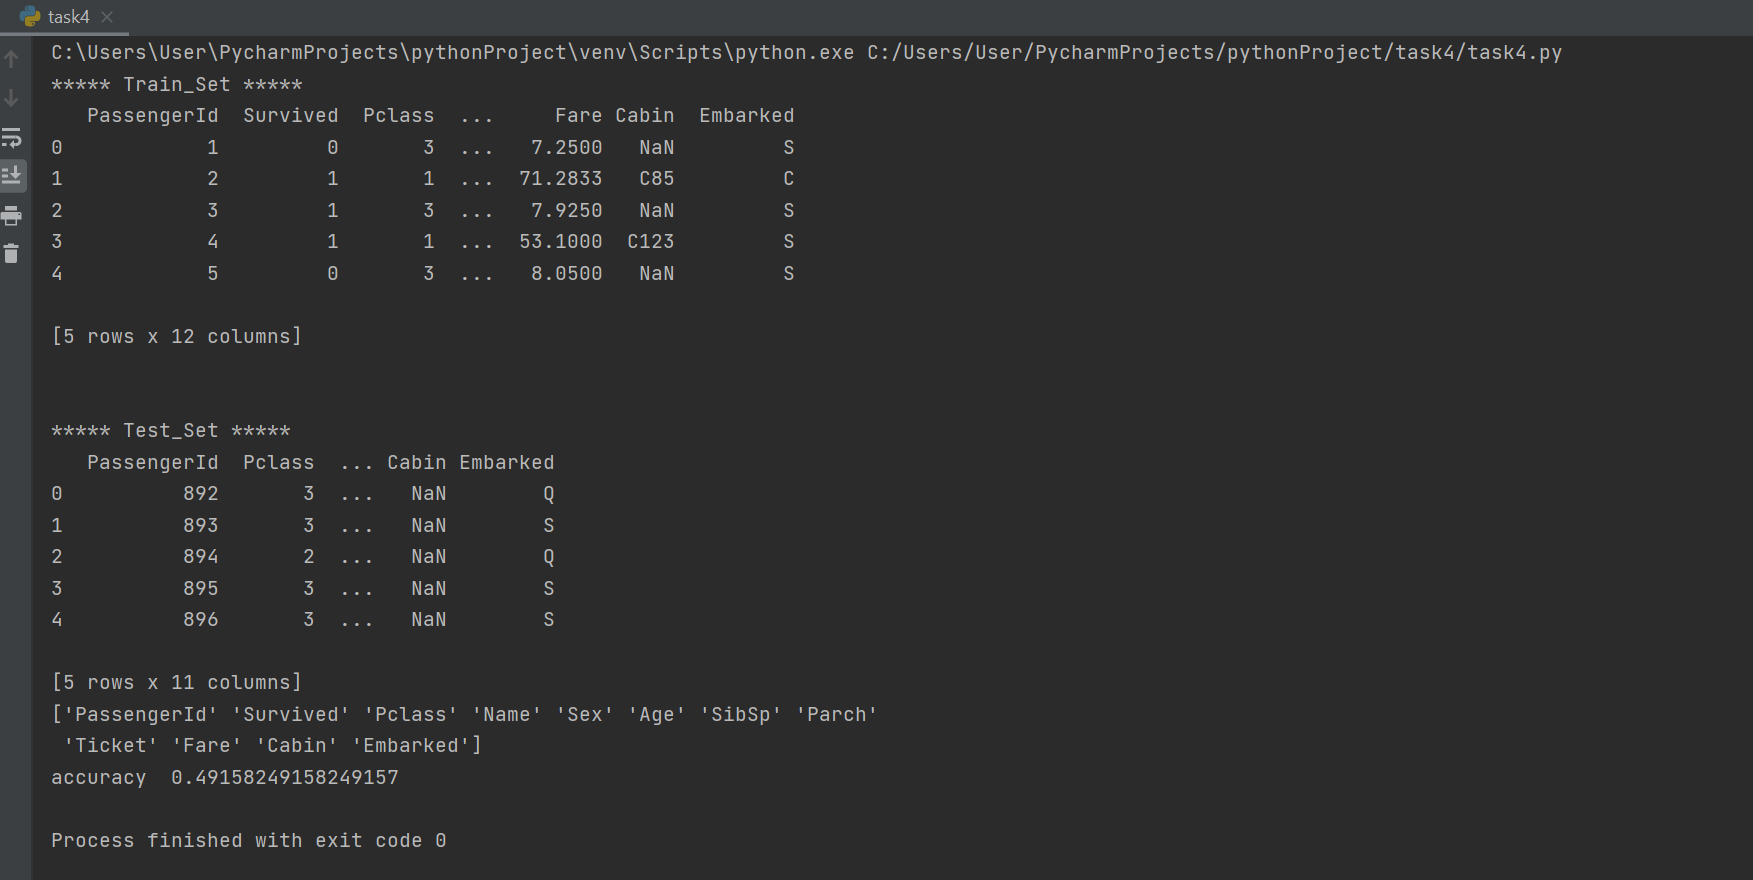 task4
C:\Users\User\PycharmProjects\pythonProject\venv\Scripts\python.exe C:/Users/User/PycharmProjects/pythonProject/task4/task4.py
***** Train_Set *****
   PassengerId  Survived  Pclass  ...     Fare Cabin  Embarked
0            1         0       3  ...   7.2500   NaN         S
1            2         1       1  ...  71.2833   C85         C
2            3         1       3  ...   7.9250   NaN         S
3            4         1       1  ...  53.1000  C123         S
4            5         0       3  ...   8.0500   NaN         S
[5 rows x 12 columns]
***** Test_Set *****
   PassengerId  Pclass  ... Cabin Embarked
0          892       3  ...   NaN        Q
1          893       3  ...   NaN        S
2          894       2  ...   NaN        Q
3          895       3  ...   NaN        S
4          896       3  ...   NaN        S
[5 rows x 11 columns]
['PassengerId' 'Survived' 'Pclass' 'Name' 'Sex' 'Age' 'SibSp' 'Parch'
 'Ticket' 'Fare' 'Cabin' 'Embarked']
accuracy  0.49158249158249157
Process finished with exit code 0